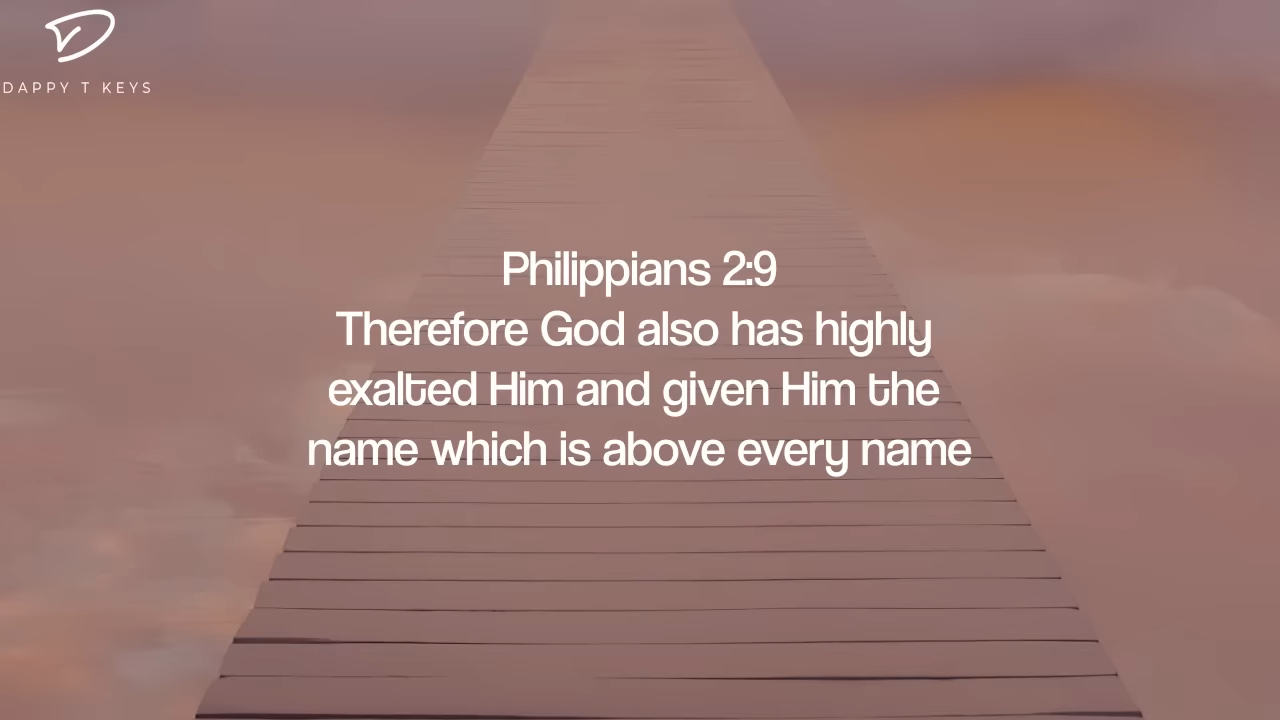 DAPPY T KEYS
Philippians 2:9
Therefore God also has highly
exalted Him and given Him the
name which is above every name